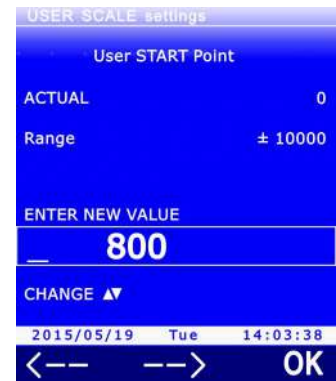 USER SCALE settings
User START Point
ACTUAL 0
Range ± 10000
ENTER NEW VALUE
_ 800
CHANGE ▲▼
2015/05/19 Tue 14:03:38
<-- --> OK